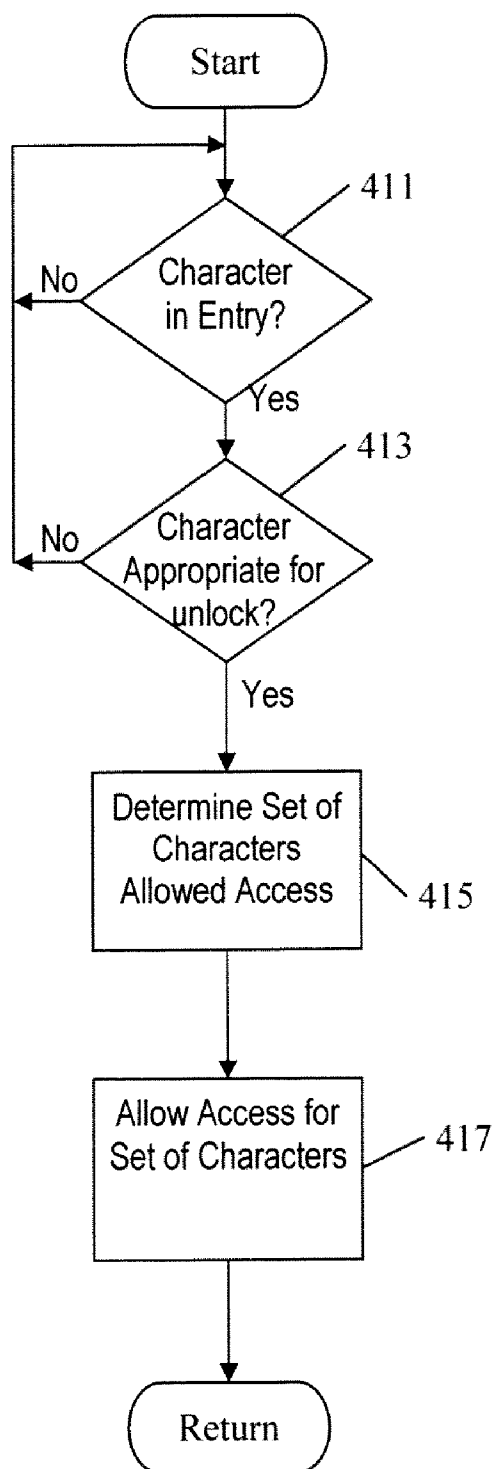 Start
411
Character
in Entry?
No
Yes
413
Character
Appropriate for
unlock?
No
Yes
Determine Set of
Characters
Allowed Access
415
Allow Access for
Set of Characters
417
Return